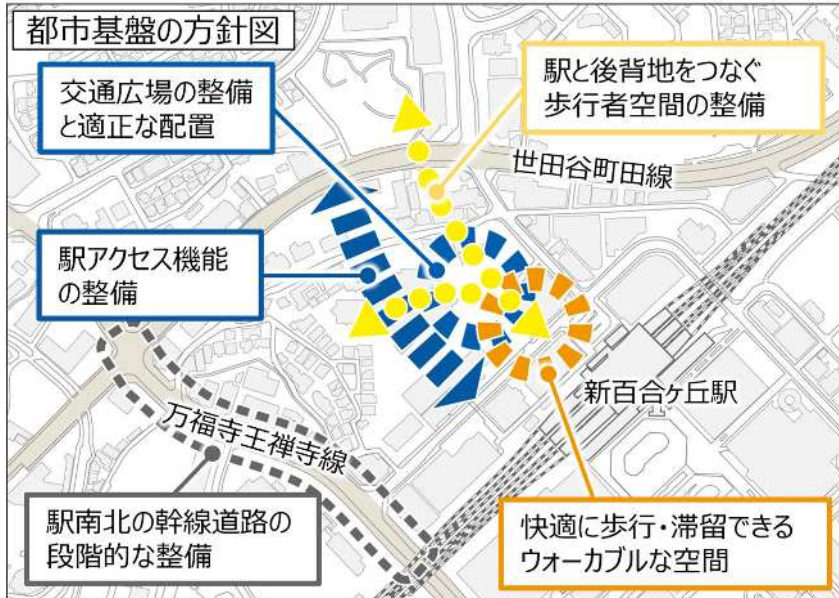 都市基盤の方針図
交通広場の整備
と適正な配置
駅と後背地をつなぐ
歩行者空間の整備
世田谷町田線
駅アクセス機能
の整備
新百合ヶ丘駅
万福寺王禅寺線
駅南北の幹線道路の
段階的な整備
快適に歩行・滞留できる
ウォーカブルな空間